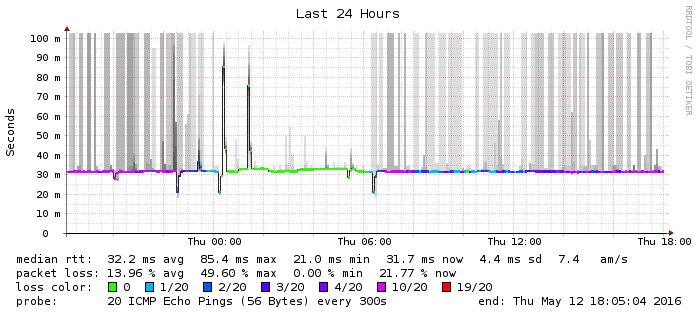 Last 24 Hours
RRDTOOL / TOBI OETIKER
Seconds
100 m
90 m
80 m
70 m
60 m
50 m
40 m
30 m
20 m
10 m
0
Thu 00:00 Thu 06:00 Thu 12:00 Thu 18:00
median rtt: 32.2 ms avg 85.4 ms max 21.0 ms min 31.7 ms now 4.4 ms sd 7.4 am/s
packet loss: 13.96 % avg 49.60 % max 0.00 % min 21.77 % now
loss color: 0 1/20 2/20 3/20 4/20 10/20 19/20
probe: 20 ICMP Echo Pings (56 Bytes) every 300s end: Thu May 12 18:05:04 2016